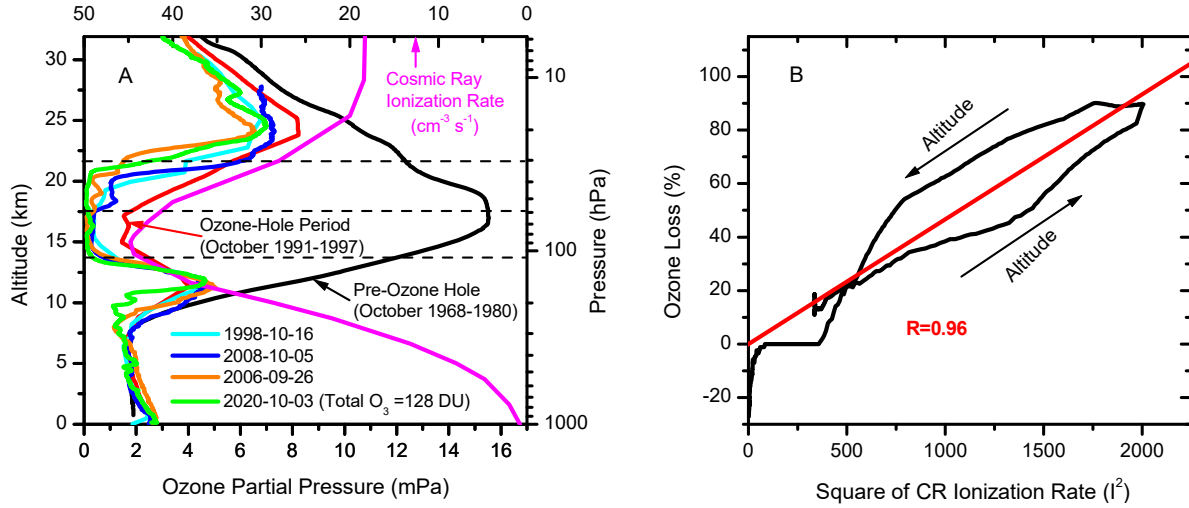 50 40 30 20 10 0
30
25
20
15
10
5
0
Altitude (km)
A
Cosmic Ray
Ionization Rate
(cm⁻³ s⁻¹)
Ozone-Hole Period
(October 1991-1997)
Pre-Ozone Hole
(October 1968-1980)
1998-10-16
2008-10-05
2006-09-26
2020-10-03 (Total O₃ =128 DU)
10
100
1000
Pressure (hPa)
0 2 4 6 8 10 12 14 16
Ozone Partial Pressure (mPa)
100
80
60
40
20
0
-20
Ozone Loss (%)
B
Altitude
Altitude
R=0.96
0 500 1000 1500 2000
Square of CR Ionization Rate (I²)